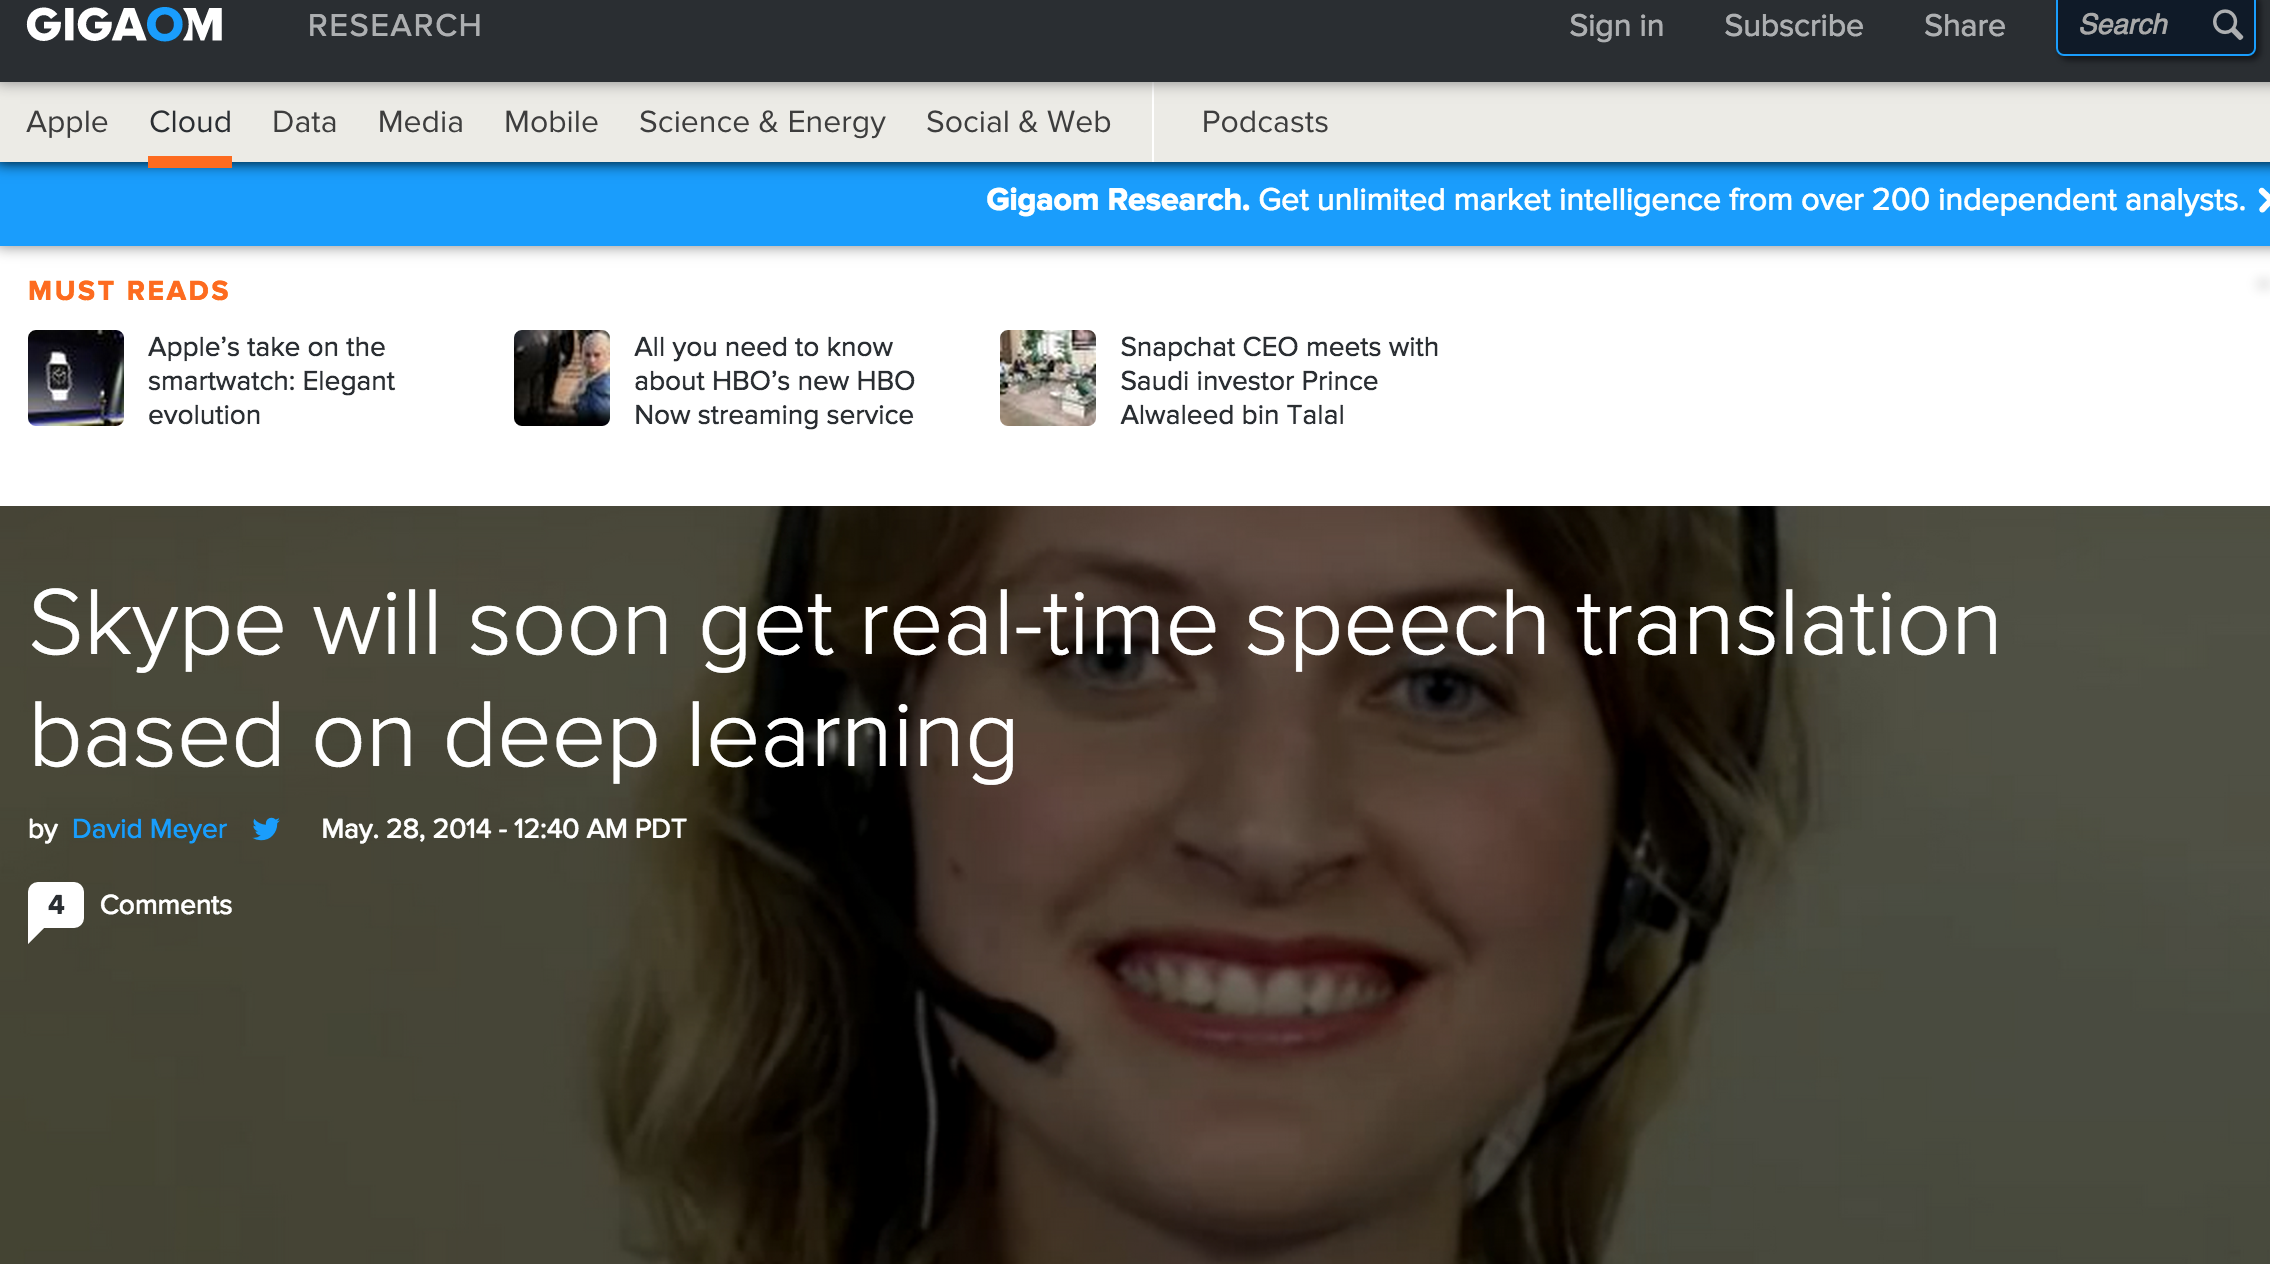 GIGAOM RESEARCH Sign in Subscribe Share Search
Apple Cloud Data Media Mobile Science & Energy Social & Web Podcasts
Gigaom Research. Get unlimited market intelligence from over 200 independent analysts.
MUST READS
Apple’s take on the
smartwatch: Elegant
evolution
All you need to know
about HBO’s new HBO
Now streaming service
Snapchat CEO meets with
Saudi investor Prince
Alwaleed bin Talal
Skype will soon get real-time speech translation
based on deep learning
by David Meyer May. 28, 2014 - 12:40 AM PDT
4 Comments